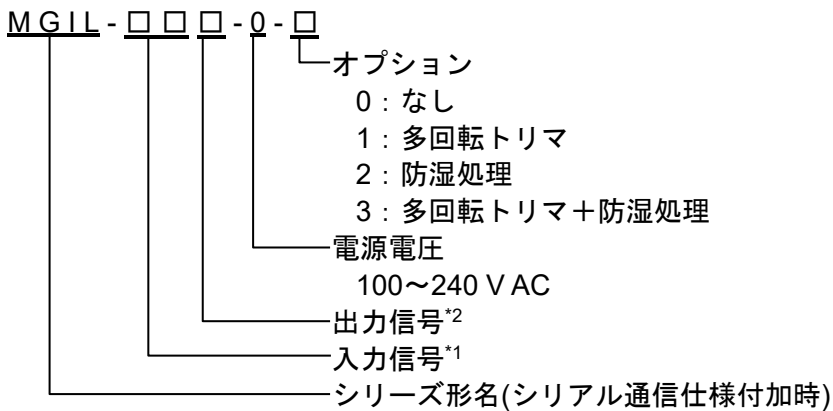 MGIL-□□□-0-□
オプション
0：なし
1：多回転トリマ
2：防湿処理
3：多回転トリマ＋防湿処理
電源電圧
100～240 V AC
出力信号*2
入力信号*1
シリーズ形名(シリアル通信仕様付加時)